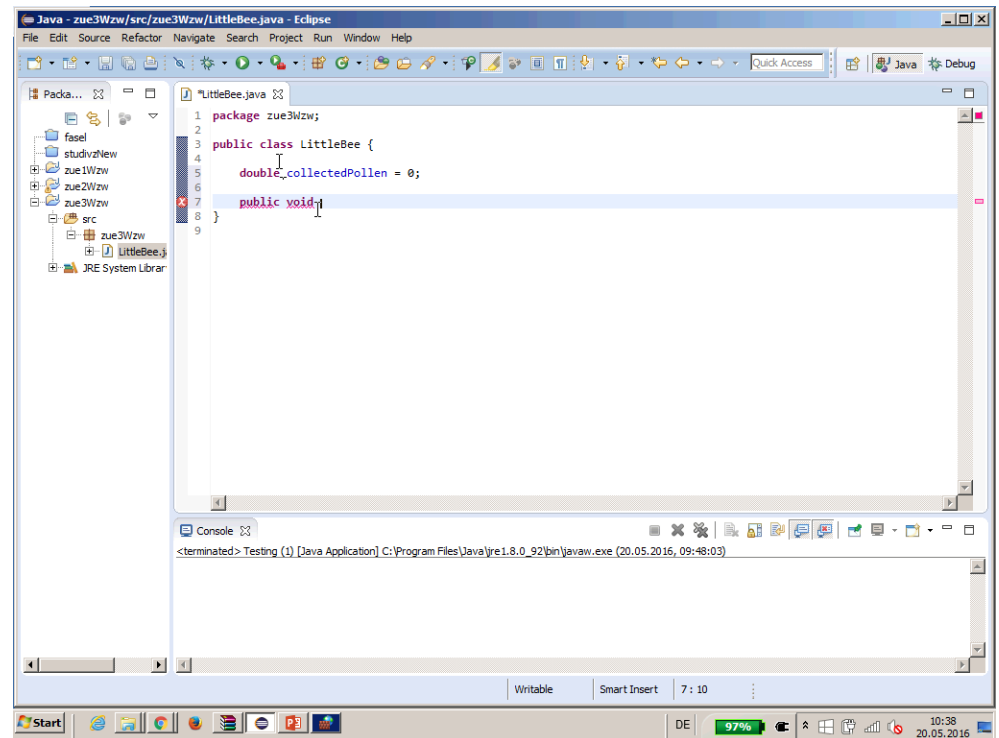 Java - zue3Wzw/src/zue3Wzw/LittleBee.java - Eclipse
File Edit Source Refactor Navigate Search Project Run Window Help
Quick Access Java Debug
Packa...
*LittleBee.java
fasel
studivzNew
zue1Wzw
zue2Wzw
zue3Wzw
src
zue3Wzw
LittleBee.j
JRE System Librar
1 package zue3Wzw;
2
3 public class LittleBee {
4
5 double collectedPollen = 0;
6
7 public void
8 }
9
Console
<terminated> Testing (1) [Java Application] C:\Program Files\Java\jre1.8.0_92\bin\javaw.exe (20.05.2016, 09:48:03)
Writable Smart Insert 7 : 10
Start DE 97% 10:38
20.05.2016